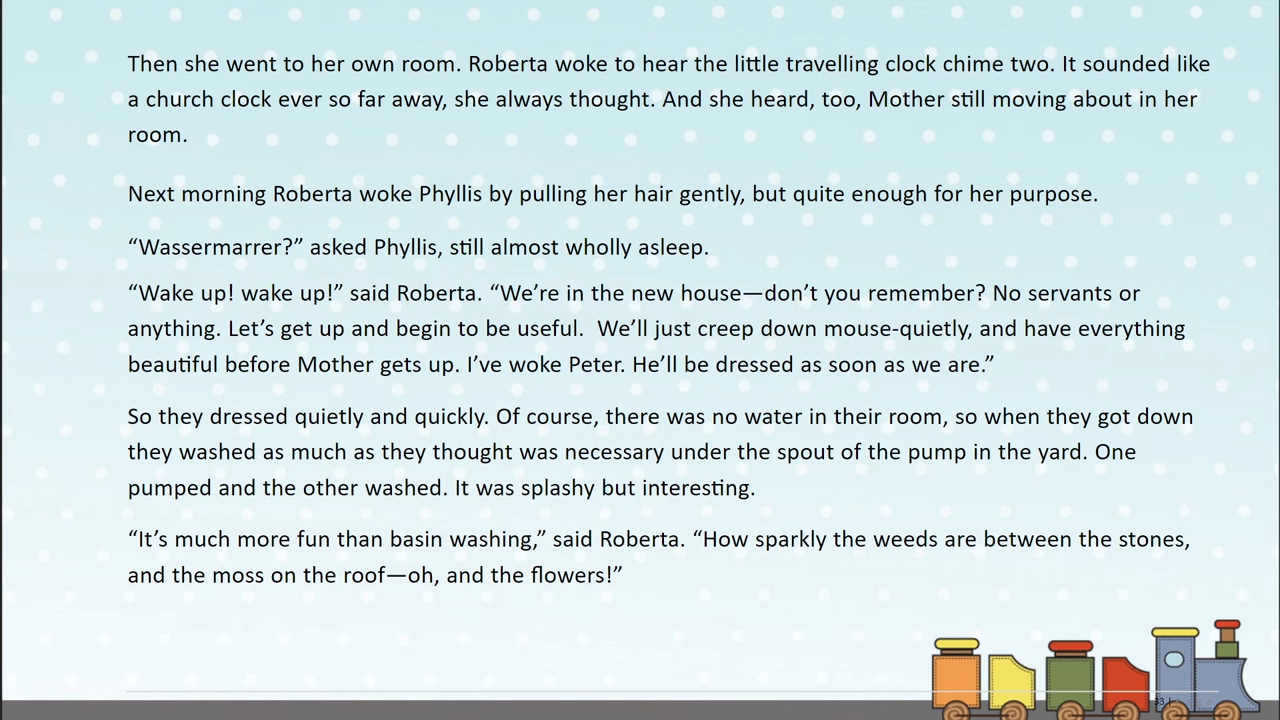 Then she went to her own room. Roberta woke to hear the little travelling clock chime two. It sounded like
a church clock ever so far away, she always thought. And she heard, too, Mother still moving about in her
room.
Next morning Roberta woke Phyllis by pulling her hair gently, but quite enough for her purpose.
“Wassermarrer?” asked Phyllis, still almost wholly asleep.
“Wake up! wake up!” said Roberta. “We’re in the new house—don’t you remember? No servants or
anything. Let’s get up and begin to be useful.  We’ll just creep down mouse-quietly, and have everything
beautiful before Mother gets up. I’ve woke Peter. He’ll be dressed as soon as we are.”
So they dressed quietly and quickly. Of course, there was no water in their room, so when they got down
they washed as much as they thought was necessary under the spout of the pump in the yard. One
pumped and the other washed. It was splashy but interesting.
“It’s much more fun than basin washing,” said Roberta. “How sparkly the weeds are between the stones,
and the moss on the roof—oh, and the flowers!”